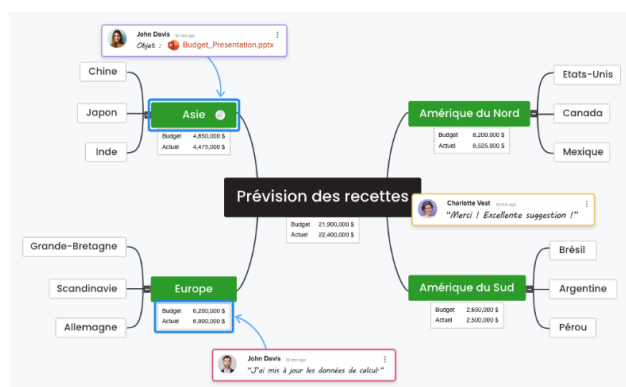 John Davis
Objet : Budget_Presentation.pptx
Chine
Japon
Inde
Asie
Budget 4,850,000 $
Actuel 4,475,000 $
Etats-Unis
Canada
Mexique
Amérique du Nord
Budget 8,200,000 $
Actuel 8,525,000 $
Prévision des recettes
Budget 21,900,000 $
Actuel 22,400,000 $
Charlotte Vest
"Merci ! Excellente suggestion !"
Grande-Bretagne
Scandinavie
Allemagne
Europe
Budget 6,200,000 $
Actuel 6,900,000 $
Brésil
Argentine
Pérou
Amérique du Sud
Budget 2,650,000 $
Actuel 2,500,000 $
John Davis
"J'ai mis à jour les données de calcul."